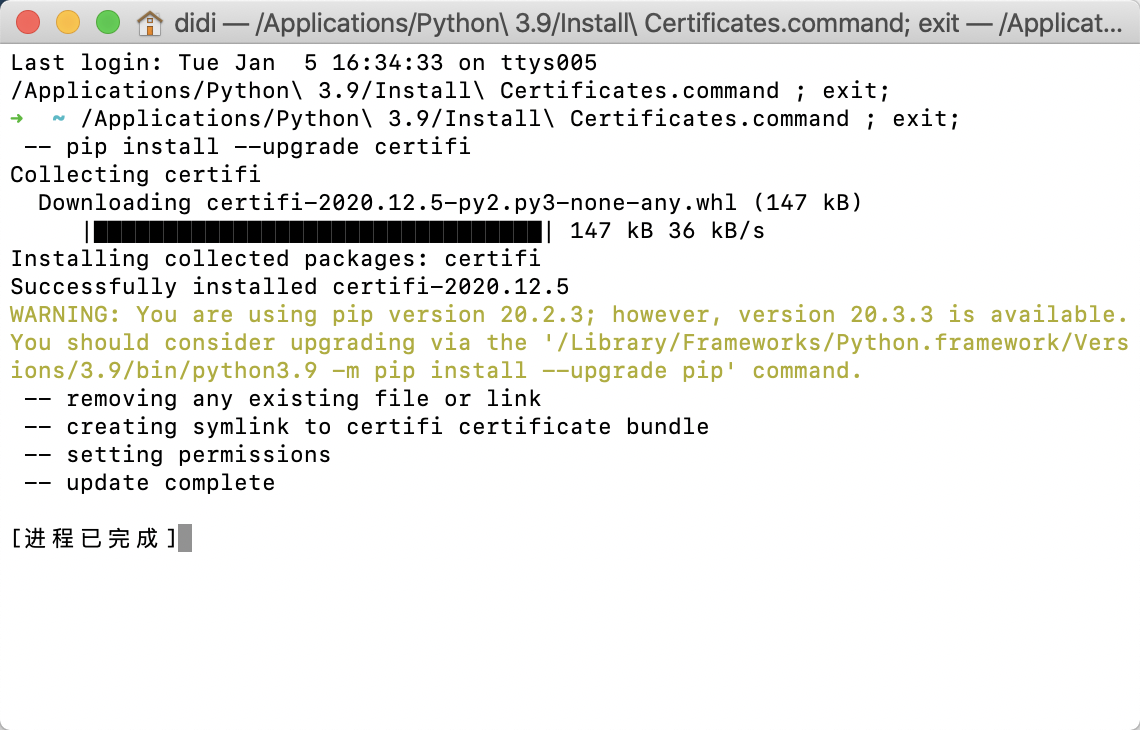 didi — /Applications/Python\ 3.9/Install\ Certificates.command; exit — /Applicat...
Last login: Tue Jan  5 16:34:33 on ttys005
/Applications/Python\ 3.9/Install\ Certificates.command ; exit;
➜  ~ /Applications/Python\ 3.9/Install\ Certificates.command ; exit;
 -- pip install --upgrade certifi
Collecting certifi
  Downloading certifi-2020.12.5-py2.py3-none-any.whl (147 kB)
     |████████████████████████████████| 147 kB 36 kB/s
Installing collected packages: certifi
Successfully installed certifi-2020.12.5
WARNING: You are using pip version 20.2.3; however, version 20.3.3 is available.
You should consider upgrading via the '/Library/Frameworks/Python.framework/Vers
ions/3.9/bin/python3.9 -m pip install --upgrade pip' command.
 -- removing any existing file or link
 -- creating symlink to certifi certificate bundle
 -- setting permissions
 -- update complete

[进程已完成]